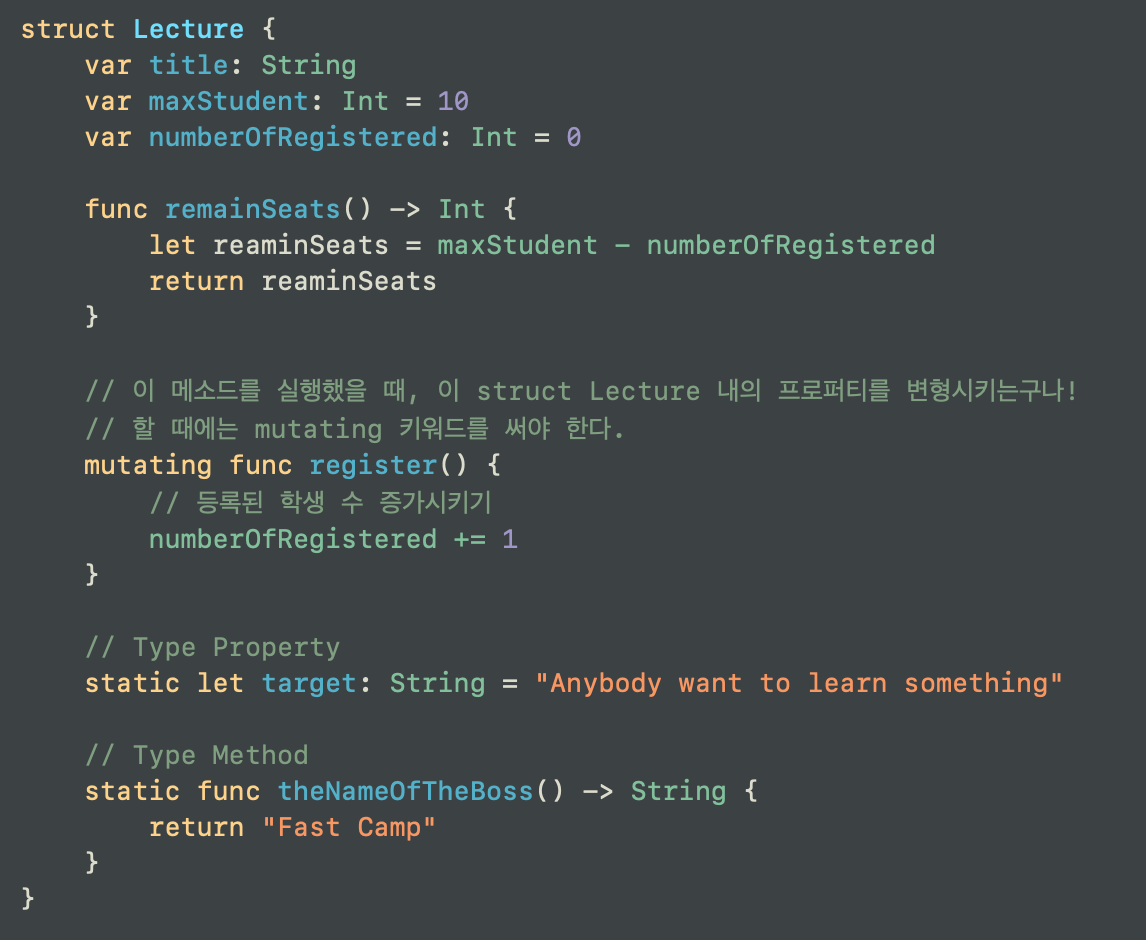 struct Lecture {
    var title: String
    var maxStudent: Int = 10
    var numberOfRegistered: Int = 0

    func remainSeats() -> Int {
        let reaminSeats = maxStudent - numberOfRegistered
        return reaminSeats
    }

    // 이 메소드를 실행했을 때, 이 struct Lecture 내의 프로퍼티를 변형시키는구나!
    // 할 때에는 mutating 키워드를 써야 한다.
    mutating func register() {
        // 등록된 학생 수 증가시키기
        numberOfRegistered += 1
    }

    // Type Property
    static let target: String = "Anybody want to learn something"

    // Type Method
    static func theNameOfTheBoss() -> String {
        return "Fast Camp"
    }
}